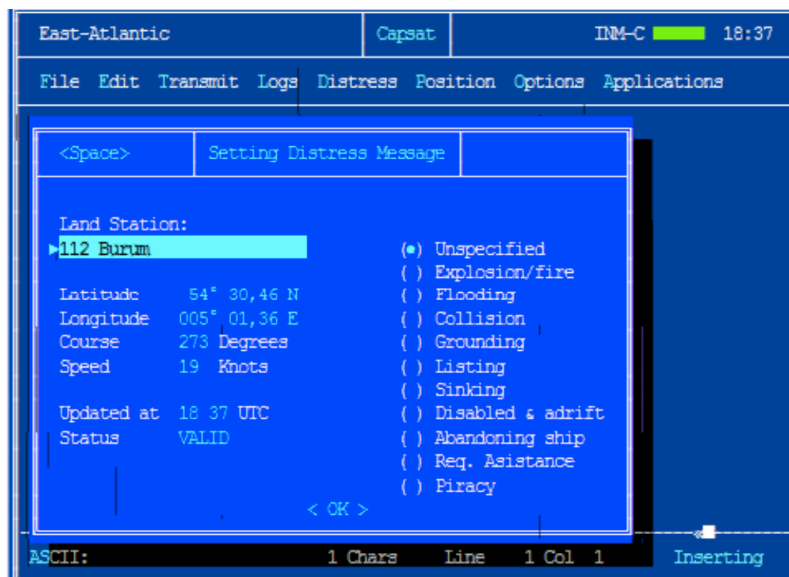 East-Atlantic Capsat INM-C 18:37
File Edit Transmit Logs Distress Position Options Applications
<Space> Setting Distress Message
Land Station:
112 Burum
Latitude 54° 30,46 N
Longitude 005° 01,36 E
Course 273 Degrees
Speed 19 Knots
Updated at 18 37 UTC
Status VALID
(•) Unspecified
( ) Explosion/fire
( ) Flooding
( ) Collision
( ) Grounding
( ) Listing
( ) Sinking
( ) Disabled & adrift
( ) Abandoning ship
( ) Req. Asistance
( ) Piracy
< OK >
ASCII: 1 Chars Line 1 Col 1 Inserting